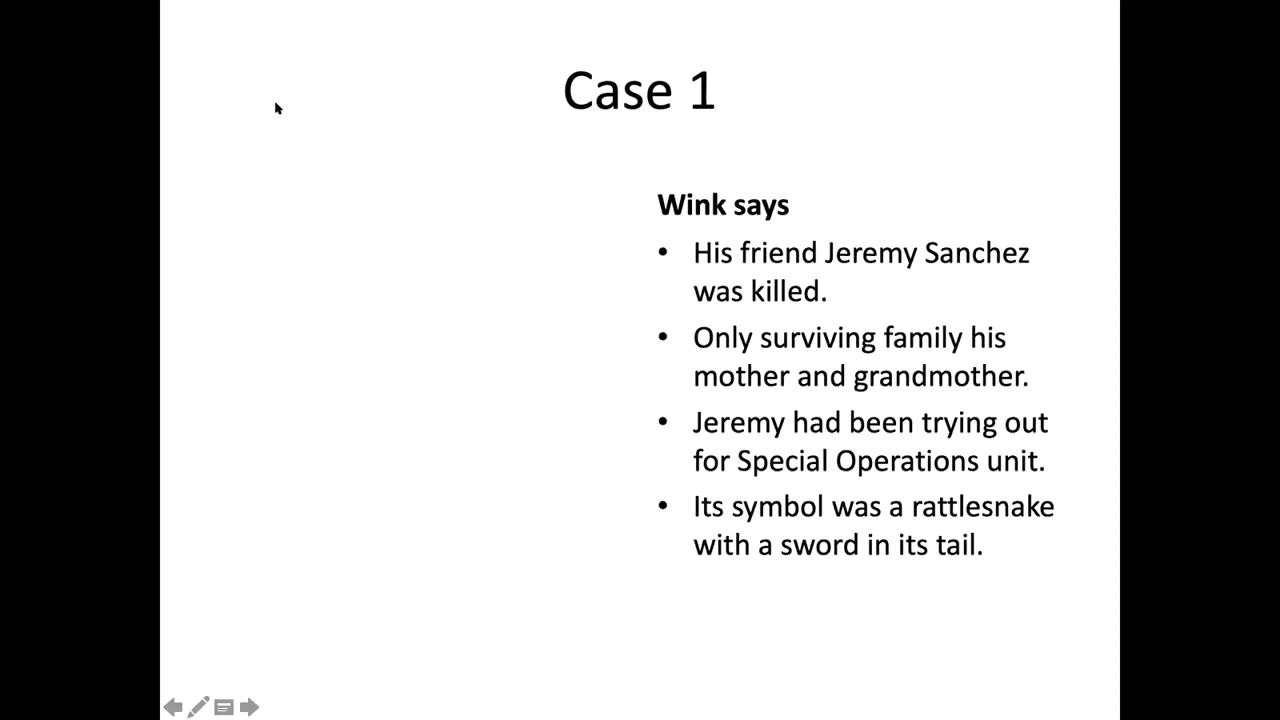 Case 1
Wink says
• His friend Jeremy Sanchez
was killed.
• Only surviving family his
mother and grandmother.
• Jeremy had been trying out
for Special Operations unit.
• Its symbol was a rattlesnake
with a sword in its tail.